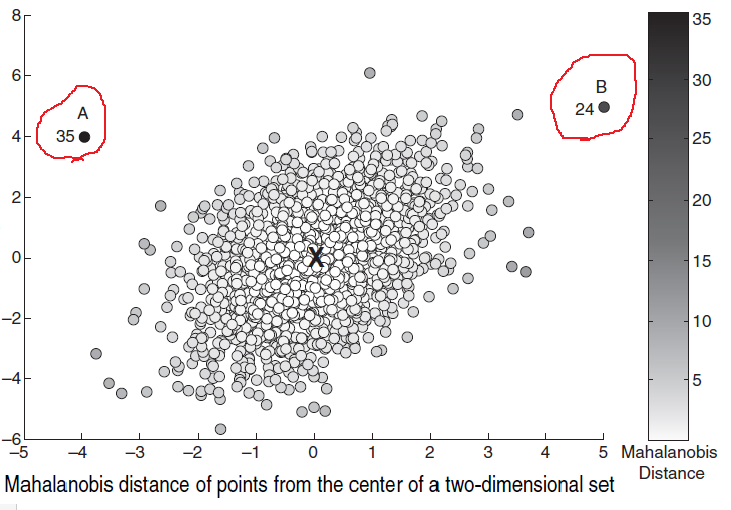 8
6
4
2
0
−2
−4
−6
−5 −4 −3 −2 −1 0 1 2 3 4 5
A
35
B
24
X
35
30
25
20
15
10
5
Mahalanobis
Distance
Mahalanobis distance of points from the center of a two-dimensional set